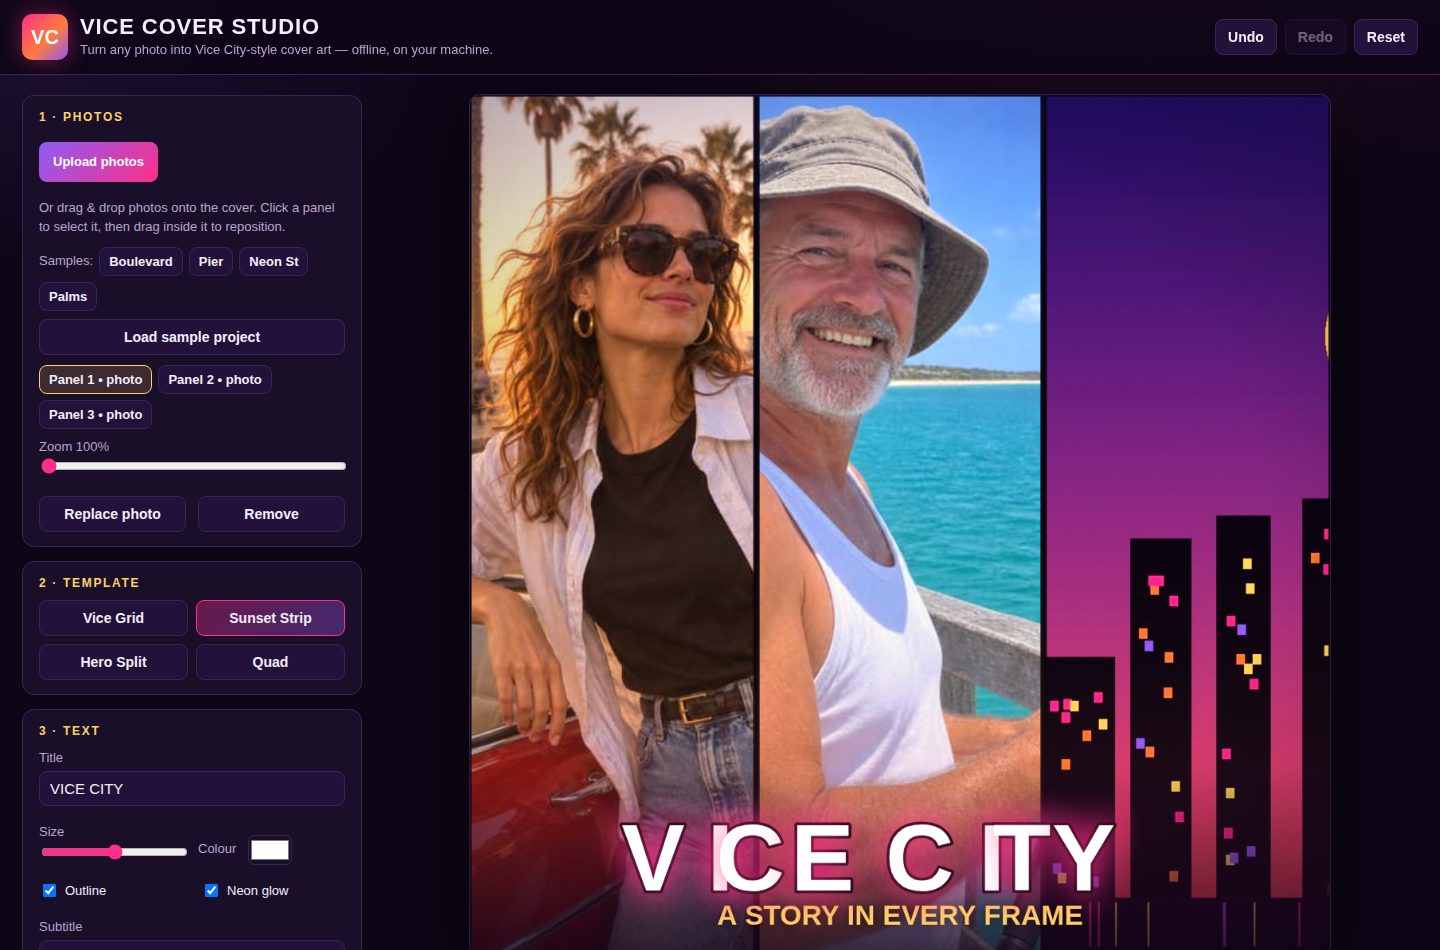 VC
VICE COVER STUDIO
Turn any photo into Vice City-style cover art — offline, on your machine.
Undo
Redo
Reset
1 · PHOTOS
Upload photos
Or drag & drop photos onto the cover. Click a panel
to select it, then drag inside it to reposition.
Samples: Boulevard Pier Neon St
Palms
Load sample project
Panel 1 • photo Panel 2 • photo
Panel 3 • photo
Zoom 100%
Replace photo Remove
2 · TEMPLATE
Vice Grid Sunset Strip
Hero Split Quad
3 · TEXT
Title
VICE CITY
Size
Colour
Outline Neon glow
Subtitle
VICE CITY
A STORY IN EVERY FRAME